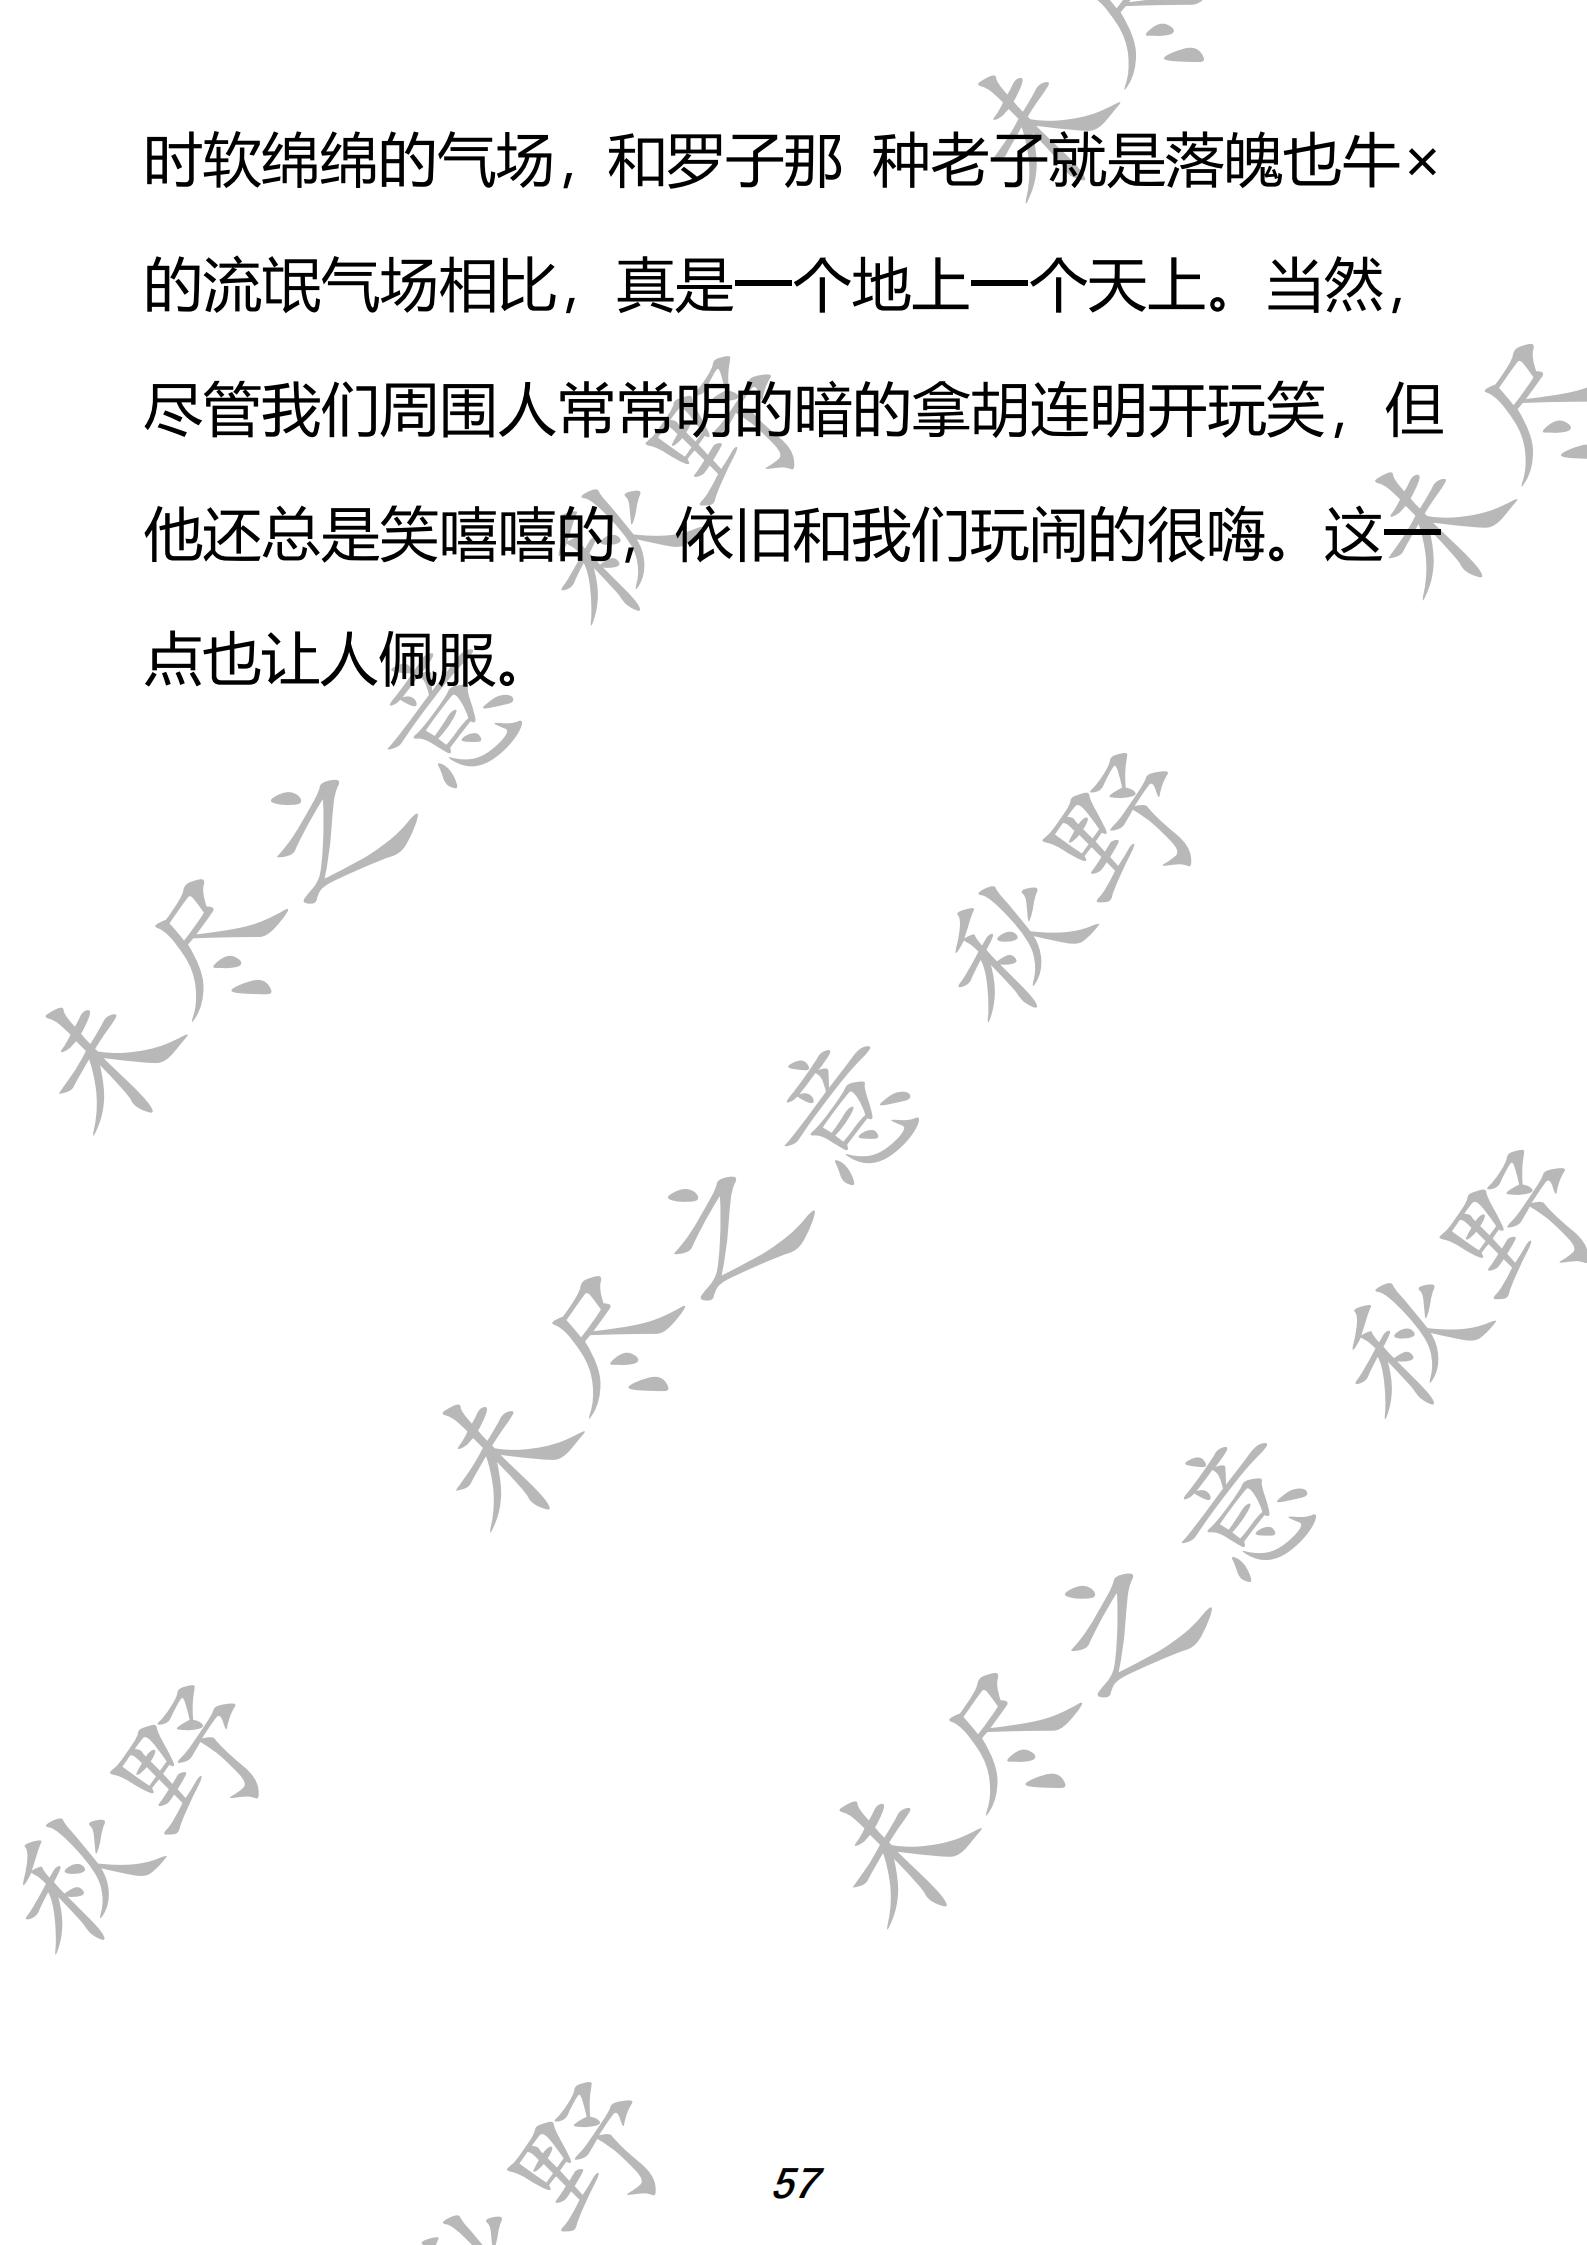 时软绵绵的气场，和罗子那 种老子就是落魄也牛×
的流氓气场相比，真是一个地上一个天上。当然，
尽管我们周围人常常明的暗的拿胡连明开玩笑，但
他还总是笑嘻嘻的，依旧和我们玩闹的很嗨。这一
点也让人佩服。
未尽
未尽
未尽之意 秋野
未尽之意 秋野
未尽之意 秋野
秋野
秋野
57